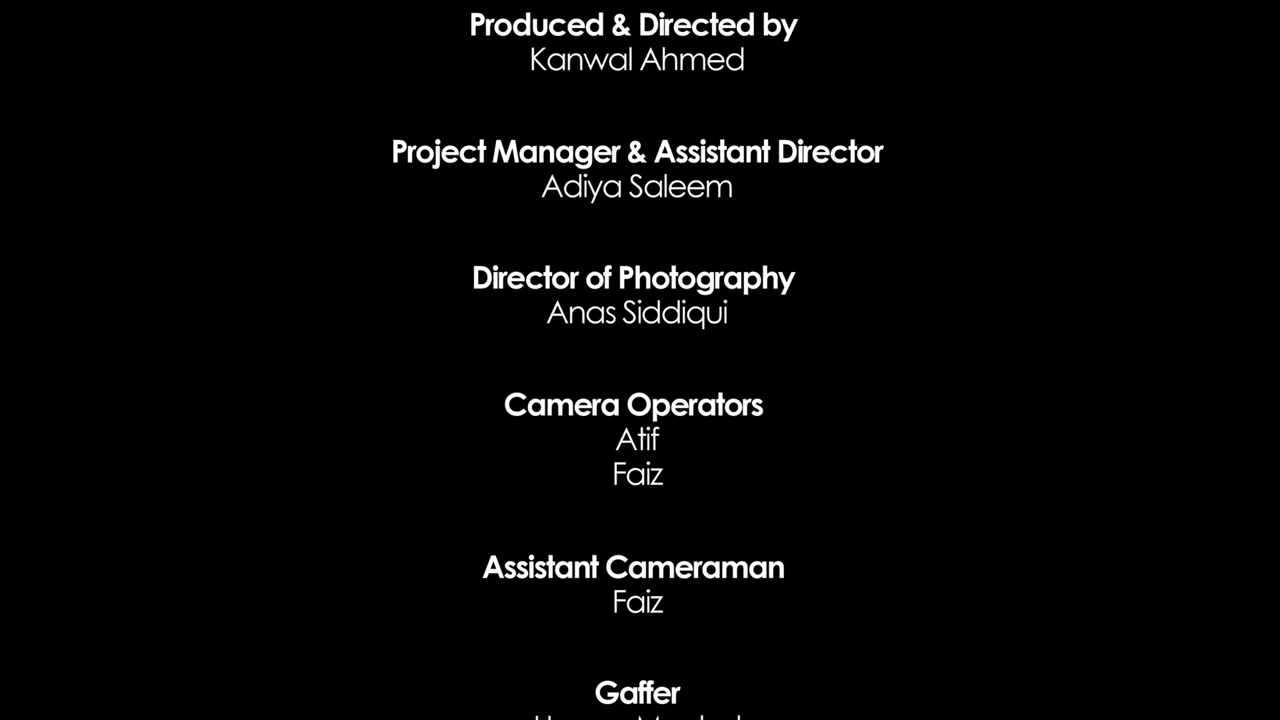 Produced & Directed by
Kanwal Ahmed
Project Manager & Assistant Director
Adiya Saleem
Director of Photography
Anas Siddiqui
Camera Operators
Atif
Faiz
Assistant Cameraman
Faiz
Gaffer